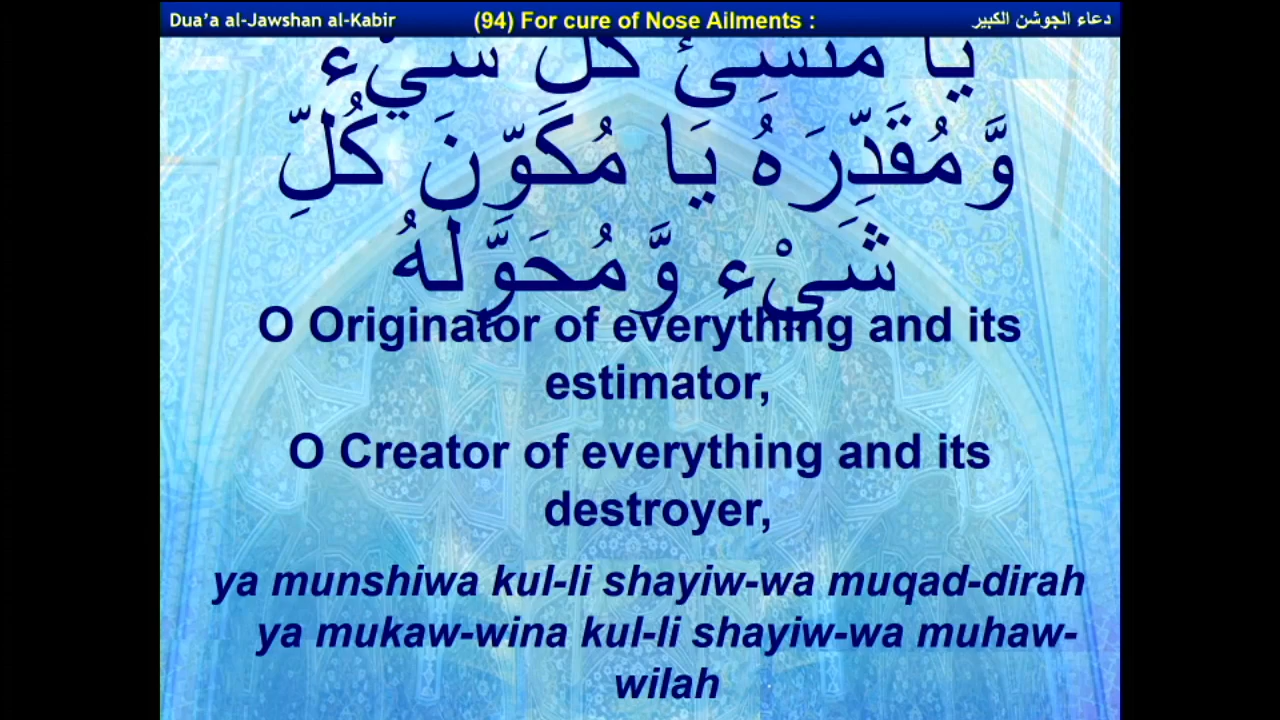 Dua’a al-Jawshan al-Kabir
(94) For cure of Nose Ailments :
دعاء الجوشن الكبير
يَا مُنْشِئَ كُلِّ شَيْءٍ
وَّمُقَدِّرَهُ يَا مُكَوِّنَ كُلِّ
شَيْءٍ وَّمُحَوِّلَهُ
O Originator of everything and its
estimator,
O Creator of everything and its
destroyer,
ya munshiwa kul-li shayiw-wa muqad-dirah
ya mukaw-wina kul-li shayiw-wa muhaw-
wilah